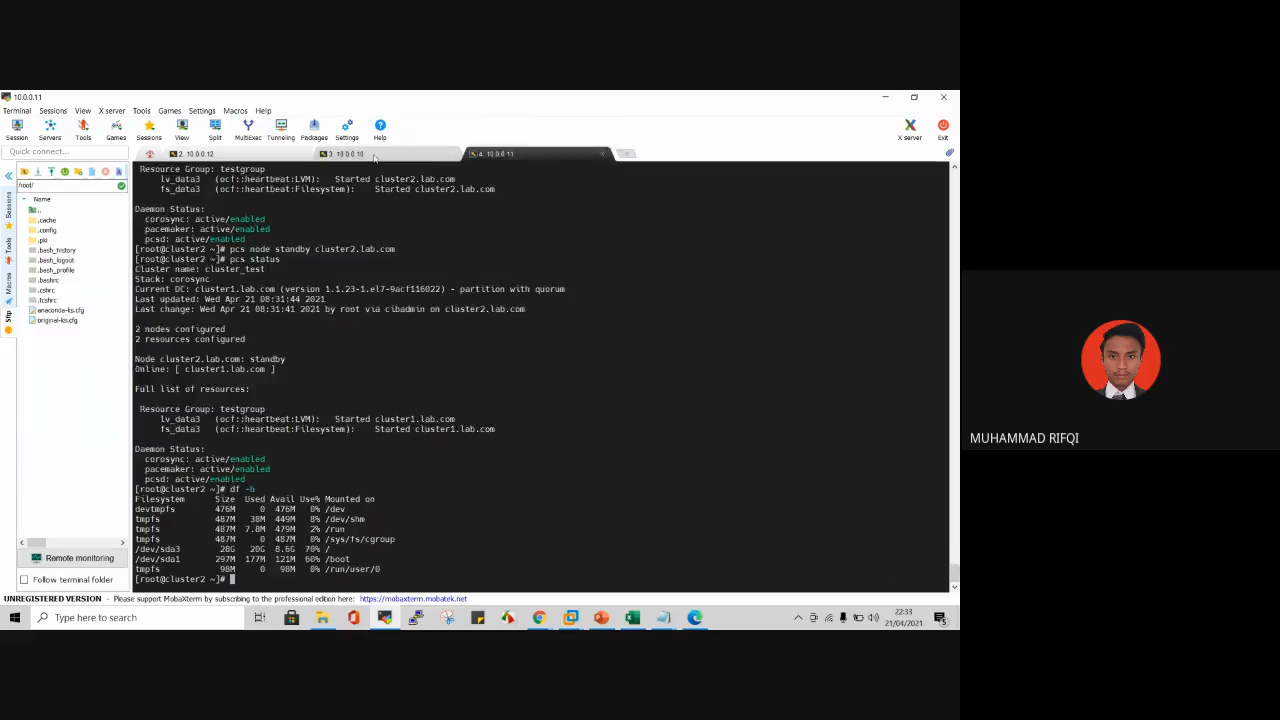 10.0.0.11
Terminal Sessions View X server Tools Games Settings Macros Help
Session Servers Tools Games Sessions View Split MultiExec Tunneling Packages Settings Help X server Exit
Quick connect...
2. 10.0.0.12
3. 10.0.0.10
4. 10.0.0.11
/root/
Name
..
.cache
.config
.pki
.bash_history
.bash_logout
.bash_profile
.bashrc
.cshrc
.tcshrc
anaconda-ks.cfg
original-ks.cfg
Sessions
Tools
Macros
Sftp
Remote monitoring
Follow terminal folder
Resource Group: testgroup
lv_data3 (ocf::heartbeat:LVM): Started cluster2.lab.com
fs_data3 (ocf::heartbeat:Filesystem): Started cluster2.lab.com
Daemon Status:
corosync: active/enabled
pacemaker: active/enabled
pcsd: active/enabled
[root@cluster2 ~]# pcs node standby cluster2.lab.com
[root@cluster2 ~]# pcs status
Cluster name: cluster_test
Stack: corosync
Current DC: cluster1.lab.com (version 1.1.23-1.el7-9acf116022) - partition with quorum
Last updated: Wed Apr 21 08:31:44 2021
Last change: Wed Apr 21 08:31:41 2021 by root via cibadmin on cluster2.lab.com
2 nodes configured
2 resources configured
Node cluster2.lab.com: standby
Online: [ cluster1.lab.com ]
Full list of resources:
Resource Group: testgroup
lv_data3 (ocf::heartbeat:LVM): Started cluster1.lab.com
fs_data3 (ocf::heartbeat:Filesystem): Started cluster1.lab.com
Daemon Status:
corosync: active/enabled
pacemaker: active/enabled
pcsd: active/enabled
[root@cluster2 ~]# df -h
Filesystem Size Used Avail Use% Mounted on
devtmpfs 476M 0 476M 0% /dev
tmpfs 487M 38M 449M 8% /dev/shm
tmpfs 487M 7.8M 479M 2% /run
tmpfs 487M 0 487M 0% /sys/fs/cgroup
/dev/sda3 28G 20G 8.6G 70% /
/dev/sda1 297M 177M 121M 60% /boot
tmpfs 98M 0 98M 0% /run/user/0
[root@cluster2 ~]#
UNREGISTERED VERSION - Please support MobaXterm by subscribing to the professional edition here: https://mobaxterm.mobatek.net
Type here to search
22:33
21/04/2021
5
MUHAMMAD RIFQI